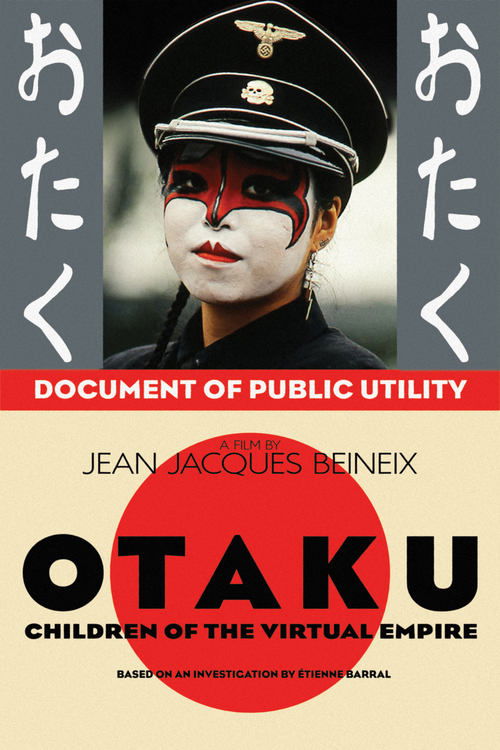 おたく
おたく
DOCUMENT OF PUBLIC UTILITY
A FILM BY
JEAN JACQUES BEINEIX
OTAKU
CHILDREN OF THE VIRTUAL EMPIRE
BASED ON AN INVESTIGATION BY ÉTIENNE BARRAL